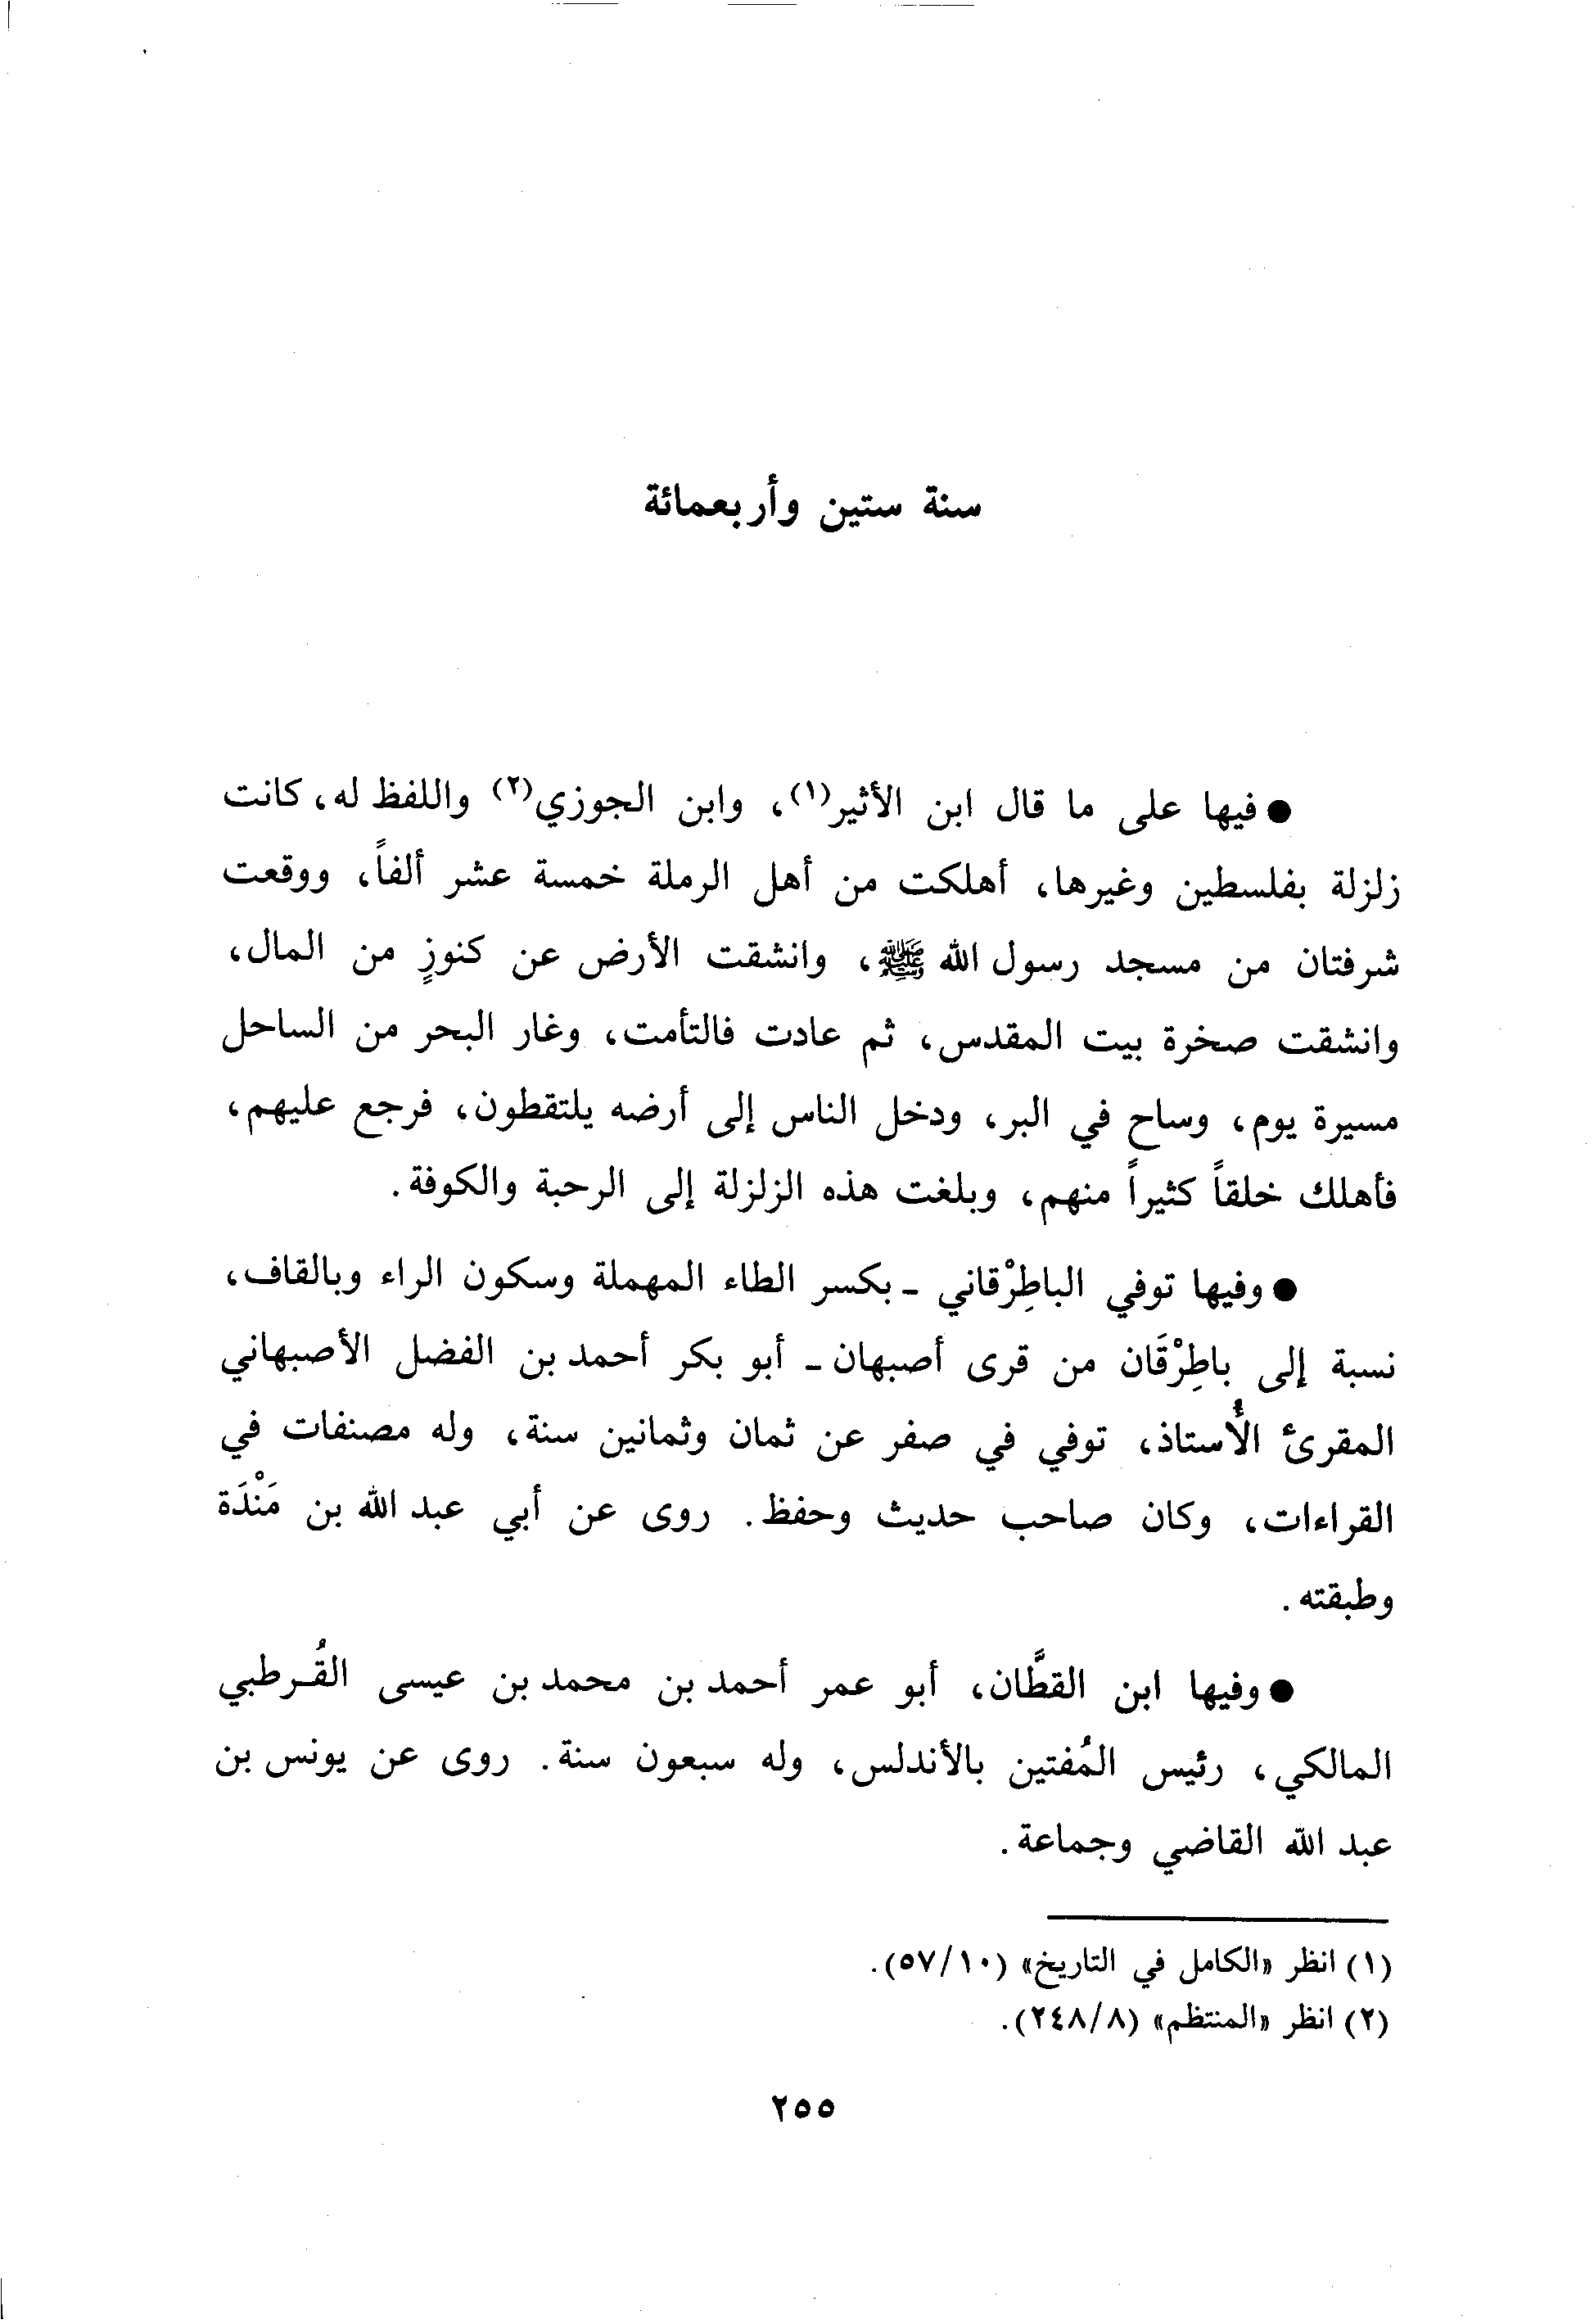 سنة ستين وأربعمائة
● فيها على ما قال ابن الأثير(١)، وابن الجوزي(٢) واللفظ له، كانت
زلزلة بفلسطين وغيرها، أهلكت من أهل الرملة خمسة عشر ألفاً، ووقعت
شرفتان من مسجد رسول الله ﷺ، وانشقت الأرض عن كنوزٍ من المال،
وانشقت صخرة بيت المقدس، ثم عادت فالتأمت، وغار البحر من الساحل
مسيرة يوم، وساح في البر، ودخل الناس إلى أرضه يلتقطون، فرجع عليهم،
فأهلك خلقاً كثيراً منهم، وبلغت هذه الزلزلة إلى الرحبة والكوفة.
● وفيها توفي الباطِرْقاني ـ بكسر الطاء المهملة وسكون الراء وبالقاف،
نسبة إلى باطِرْقَان من قرى أصبهان ـ أبو بكر أحمد بن الفضل الأصبهاني
المقرىء الأُستاذ، توفي في صفر عن ثمان وثمانين سنة، وله مصنفات في
القراءات، وكان صاحب حديث وحفظ. روى عن أبي عبد الله بن مَنْدَة
وطبقته.
● وفيها ابن القطَّان، أبو عمر أحمد بن محمد بن عيسى القُرطبي
المالكي، رئيس المُفتين بالأندلس، وله سبعون سنة. روى عن يونس بن
عبد الله القاضي وجماعة.
(١) انظر «الكامل في التاريخ» (٥٧/١٠).
(٢) انظر «المنتظم» (٢٤٨/٨).
٢٥٥